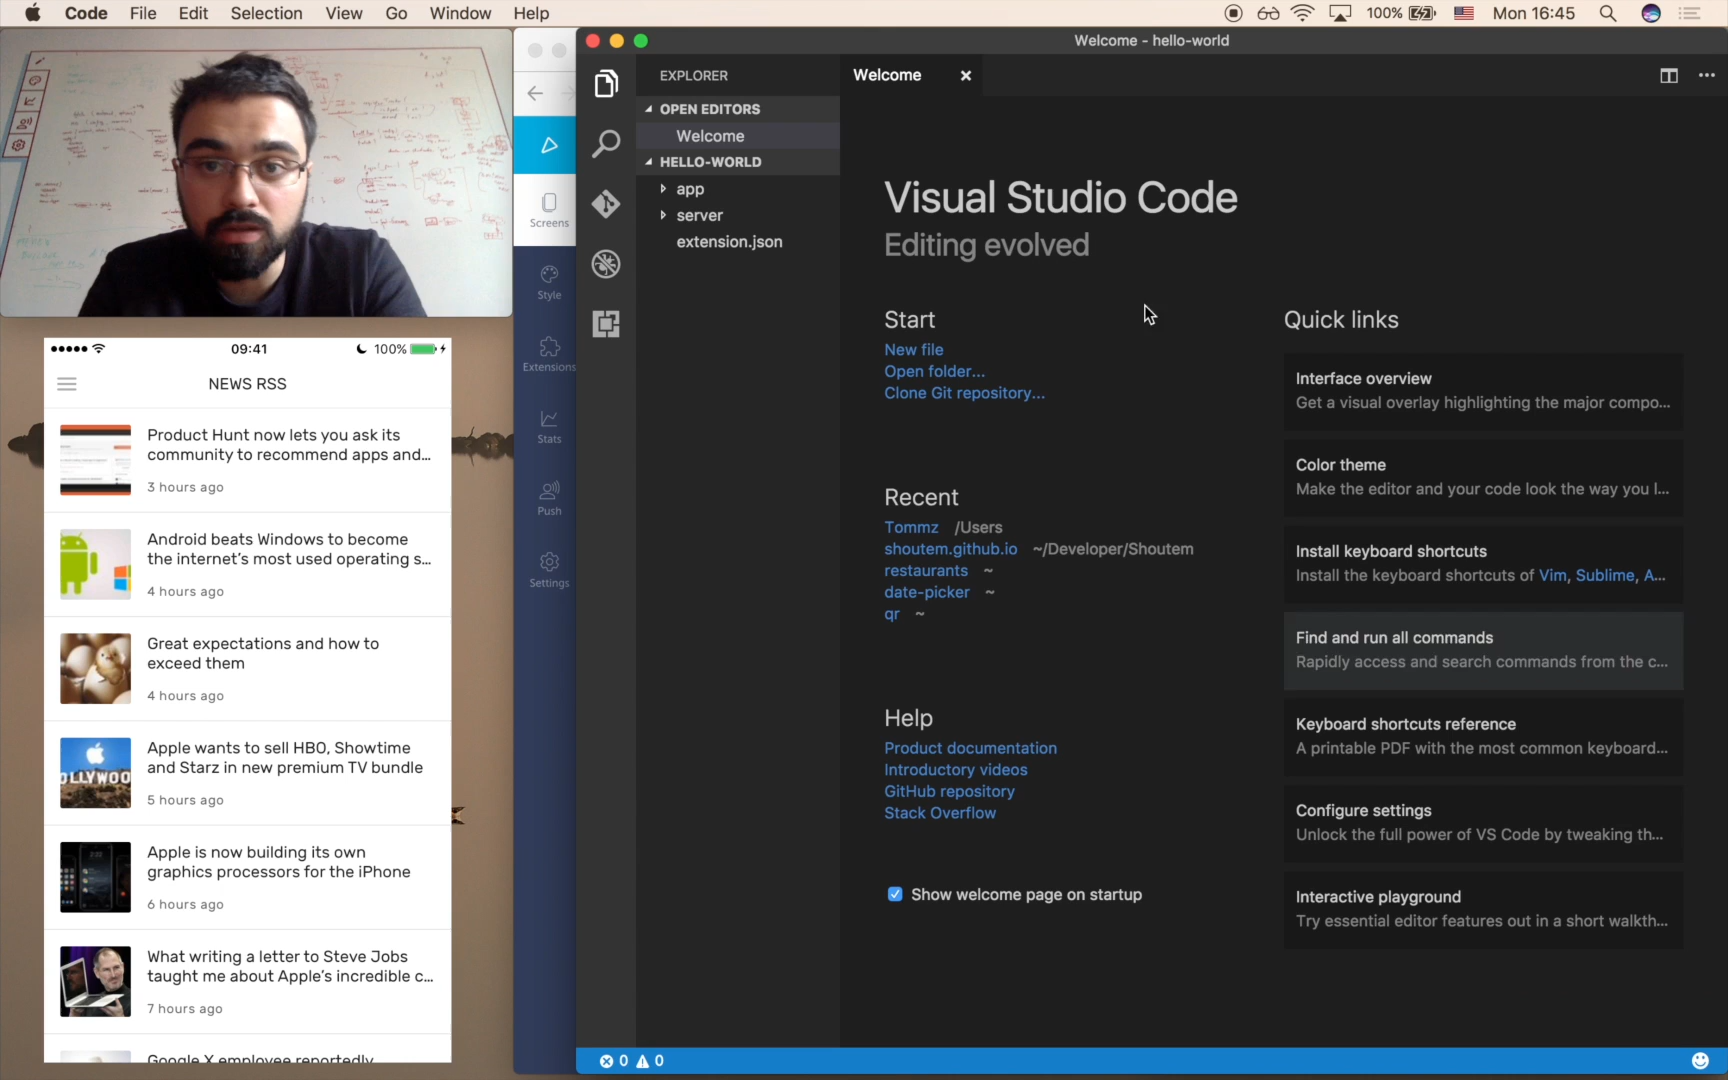 Code File Edit Selection View Go Window Help
100% Mon 16:45
09:41
100%
NEWS RSS
Product Hunt now lets you ask its
community to recommend apps and…
3 hours ago
Android beats Windows to become
the internet's most used operating s…
4 hours ago
Great expectations and how to
exceed them
4 hours ago
Apple wants to sell HBO, Showtime
and Starz in new premium TV bundle
5 hours ago
Apple is now building its own
graphics processors for the iPhone
6 hours ago
What writing a letter to Steve Jobs
taught me about Apple's incredible c…
7 hours ago
Google X employee reportedly
OLLYWOO
Screens
Style
Extensions
Stats
Push
Settings
Welcome - hello-world
EXPLORER
OPEN EDITORS
Welcome
HELLO-WORLD
app
server
extension.json
Welcome
Visual Studio Code
Editing evolved
Start
New file
Open folder...
Clone Git repository...
Recent
Tommz /Users
shoutem.github.io ~/Developer/Shoutem
restaurants ~
date-picker ~
qr ~
Help
Product documentation
Introductory videos
GitHub repository
Stack Overflow
Show welcome page on startup
Quick links
Interface overview
Get a visual overlay highlighting the major compo...
Color theme
Make the editor and your code look the way you l...
Install keyboard shortcuts
Install the keyboard shortcuts of Vim, Sublime, A...
Find and run all commands
Rapidly access and search commands from the c...
Keyboard shortcuts reference
A printable PDF with the most common keyboard...
Configure settings
Unlock the full power of VS Code by tweaking th...
Interactive playground
Try essential editor features out in a short walkth...
0 0